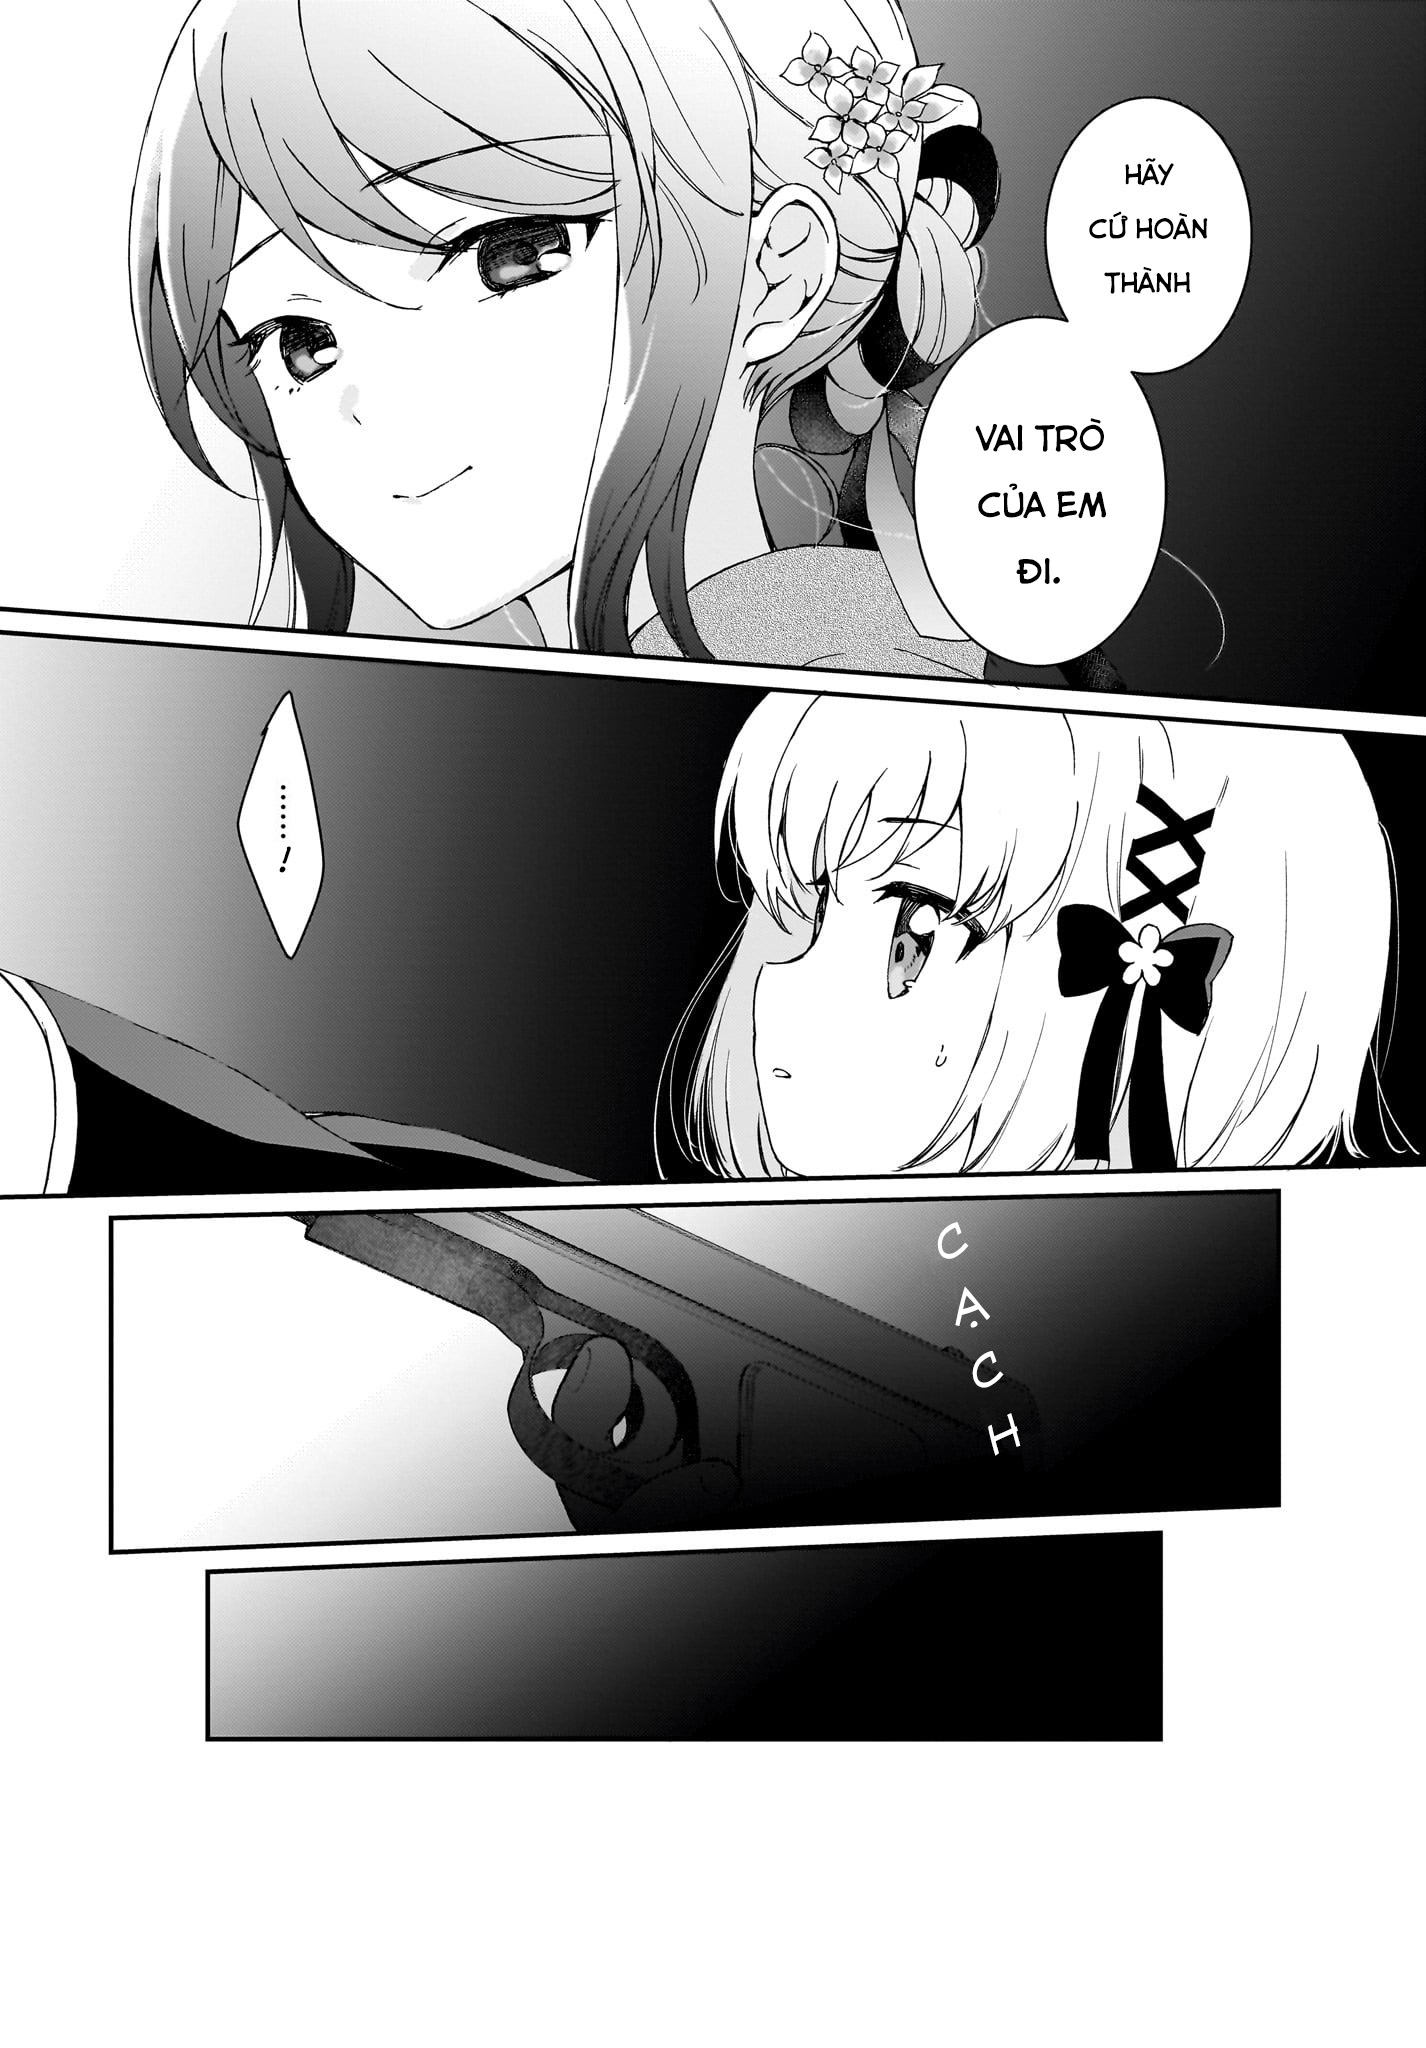 HÃY
CỨ HOÀN
THÀNH
VAI TRÒ
CỦA EM
ĐI.
......!
CẠCH